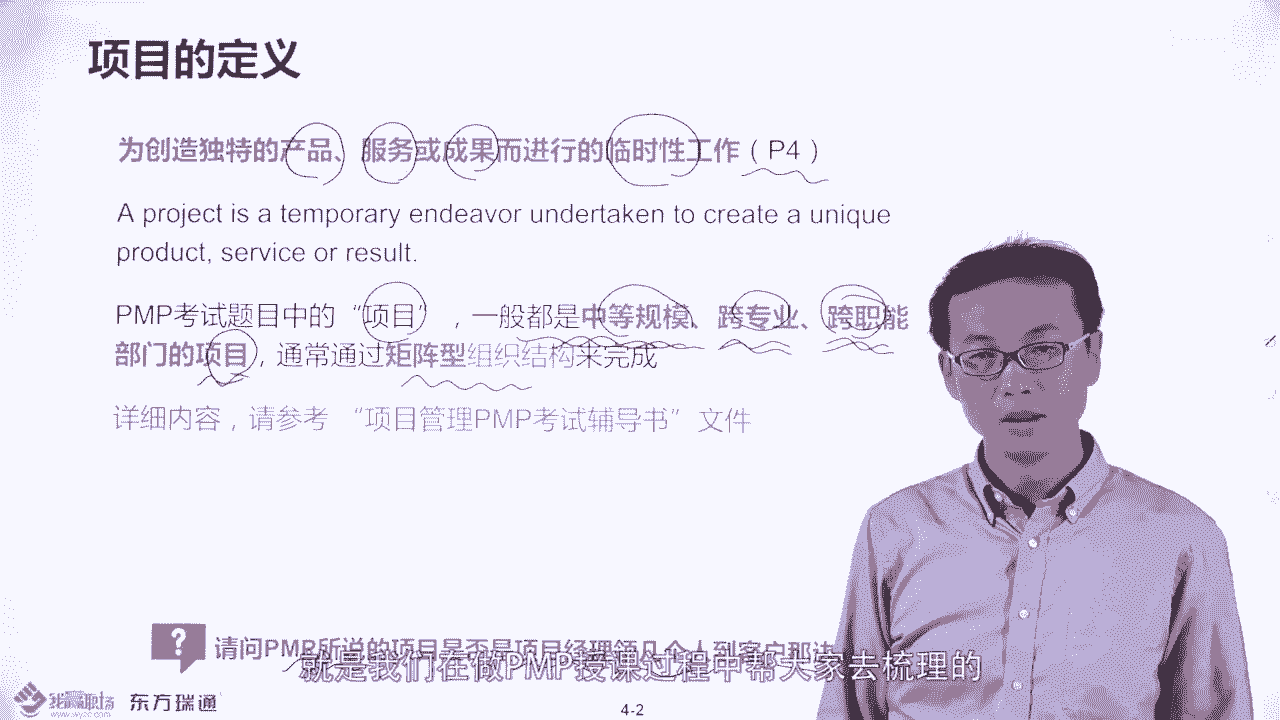 项目的定义
为创造独特的产品、服务或成果而进行的临时性工作（P4）
A project is a temporary endeavor undertaken to create a unique
product, service or result.
PMP考试题目中的“项目”，一般都是中等规模、跨专业、跨职能
部门的项目，通常通过矩阵型组织结构来完成
详细内容，请参考 “项目管理PMP考试辅导书” 文件
? 请问PMP所说的项目是否是项目经理领几个人到客户那边
就是我们在做PMP授课过程中帮大家去梳理的
我赢职场 东方瑞通
www.wyzc.com
4-2